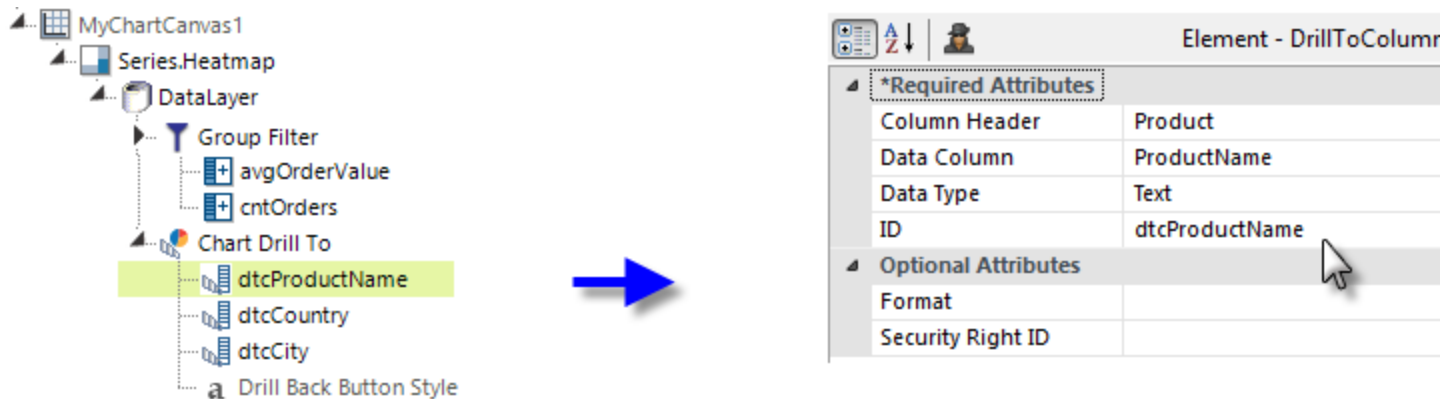 MyChartCanvas1
Series.Heatmap
DataLayer
Group Filter
avgOrderValue
cntOrders
Chart Drill To
dtcProductName
dtcCountry
dtcCity
a Drill Back Button Style
A
Z
Element - DrillToColumn
*Required Attributes
Column Header Product
Data Column ProductName
Data Type Text
ID dtcProductName
Optional Attributes
Format
Security Right ID